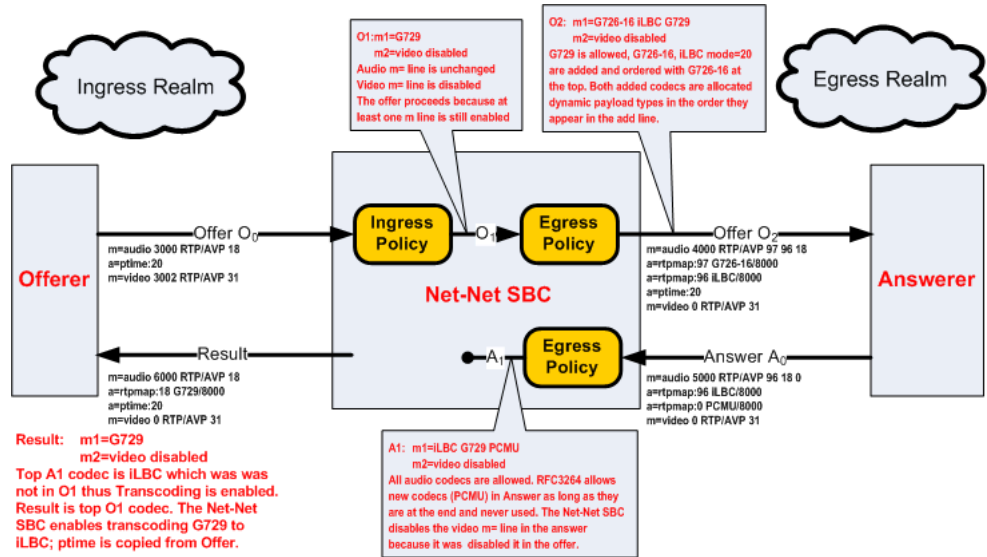 O1:m1=G729
m2=video disabled
Audio m= line is unchanged
Video m= line is disabled
The offer proceeds because at
least one m line is still enabled
O2: m1=G726-16 iLBC G729
m2=video disabled
G729 is allowed, G726-16, iLBC mode=20
are added and ordered with G726-16 at
the top. Both added codecs are allocated
dynamic payload types in the order they
appear in the add line.
Ingress Realm
Egress Realm
Offerer
Offer O0
m=audio 3000 RTP/AVP 18
a=ptime:20
m=video 3002 RTP/AVP 31
Ingress
Policy
O1
Egress
Policy
Net-Net SBC
Offer O2
m=audio 4000 RTP/AVP 97 96 18
a=rtpmap:97 G726-16/8000
a=rtpmap:96 iLBC/8000
a=ptime:20
m=video 0 RTP/AVP 31
Answerer
Result
m=audio 6000 RTP/AVP 18
a=rtpmap:18 G729/8000
a=ptime:20
m=video 0 RTP/AVP 31
A1
Egress
Policy
Answer A0
m=audio 5000 RTP/AVP 96 18 0
a=rtpmap:96 iLBC/8000
a=rtpmap:0 PCMU/8000
m=video 0 RTP/AVP 31
Result: m1=G729
m2=video disabled
Top A1 codec is iLBC which was was
not in O1 thus Transcoding is enabled.
Result is top O1 codec. The Net-Net
SBC enables transcoding G729 to
iLBC; ptime is copied from Offer.
A1: m1=iLBC G729 PCMU
m2=video disabled
All audio codecs are allowed. RFC3264 allows
new codecs (PCMU) in Answer as long as they
are at the end and never used. The Net-Net SBC
disables the video m= line in the answer
because it was disabled it in the offer.